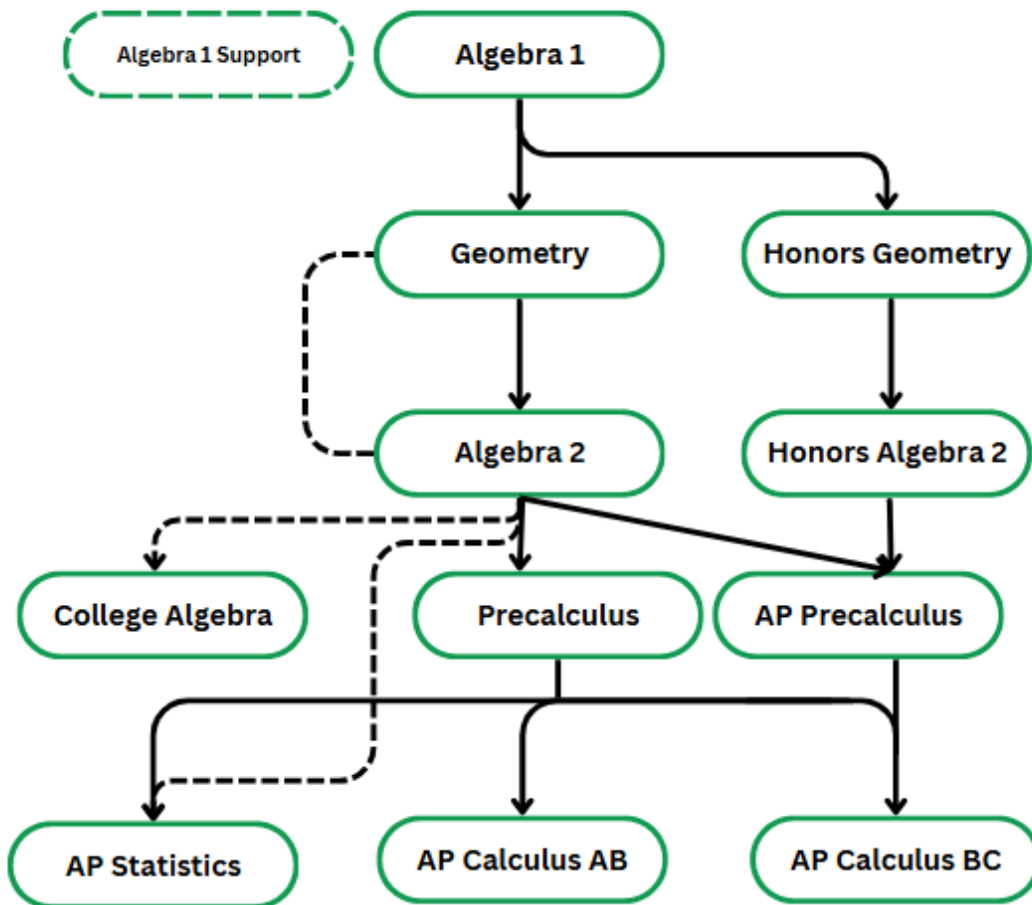 Algebra 1 Support
Algebra 1
Geometry
Honors Geometry
Algebra 2
Honors Algebra 2
College Algebra
Precalculus
AP Precalculus
AP Statistics
AP Calculus AB
AP Calculus BC